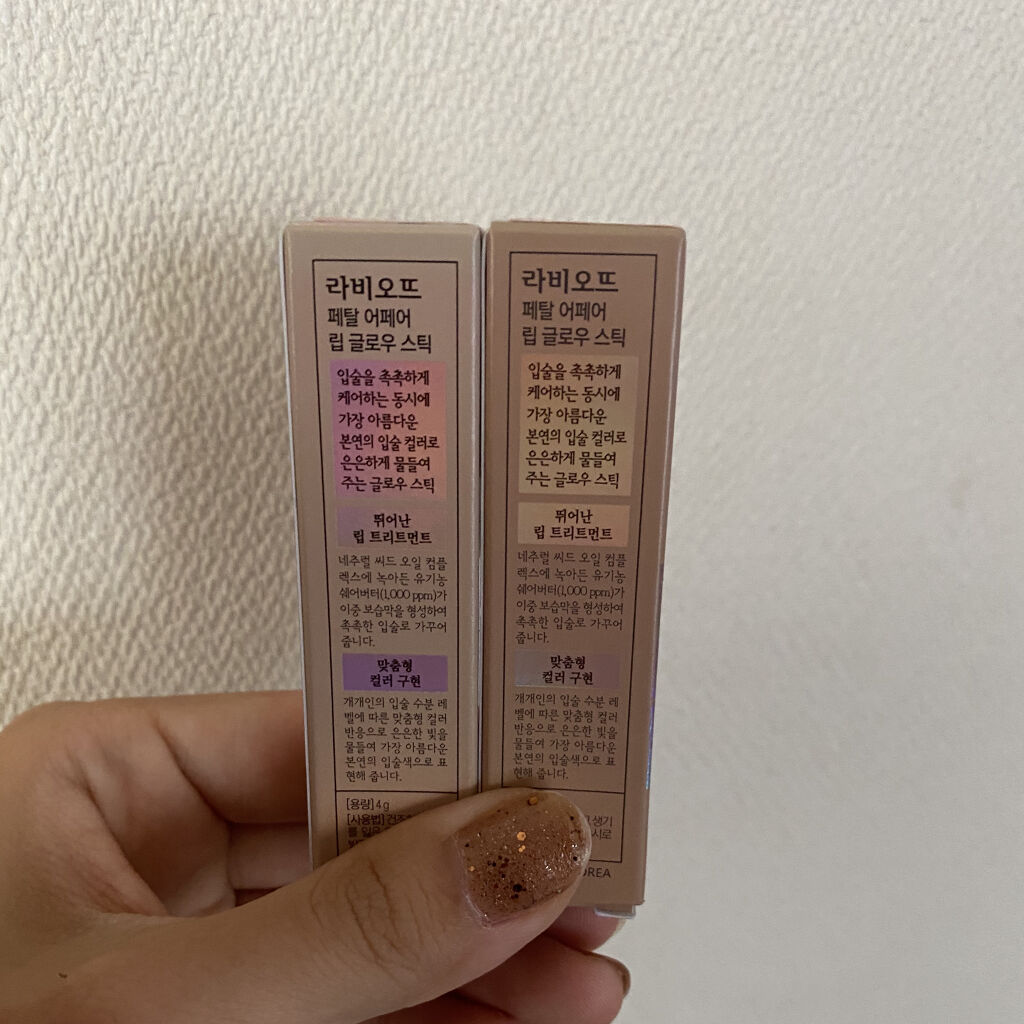 라비오뜨
페탈 어페어
립 글로우 스틱
입술을 촉촉하게
케어하는 동시에
가장 아름다운
본연의 입술 컬러로
은은하게 물들여
주는 글로우 스틱
뛰어난
립 트리트먼트
네추럴 씨드 오일 컴플
렉스에 녹아든 유기농
쉐어버터(1,000 ppm)가
이중 보습막을 형성하여
촉촉한 입술로 가꾸어
줍니다.
맞춤형
컬러 구현
개개인의 입술 수분 레
벨에 따른 맞춤형 컬러
반응으로 은은한 빛을
물들여 가장 아름다운
본연의 입술색으로 표
현해 줍니다.
[용량] 4 g
[사용법] 건조
를 잃은
라비오뜨
페탈 어페어
립 글로우 스틱
입술을 촉촉하게
케어하는 동시에
가장 아름다운
본연의 입술 컬러로
은은하게 물들여
주는 글로우 스틱
뛰어난
립 트리트먼트
네추럴 씨드 오일 컴플
렉스에 녹아든 유기농
쉐어버터(1,000 ppm)가
이중 보습막을 형성하여
촉촉한 입술로 가꾸어
줍니다.
맞춤형
컬러 구현
개개인의 입술 수분 레
벨에 따른 맞춤형 컬러
반응으로 은은한 빛을
물들여 가장 아름다운
본연의 입술색으로 표
현해 줍니다.
생기
시로
OREA